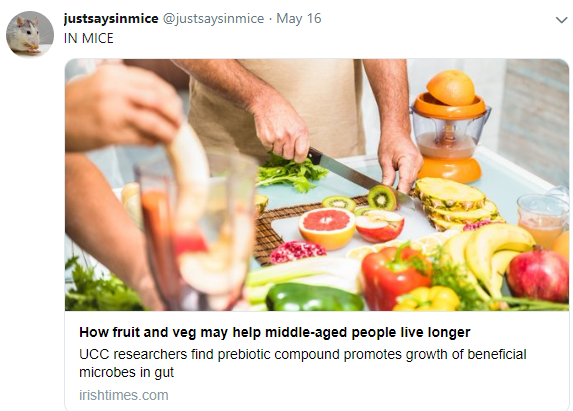 justsaysinmice @justsaysinmice · May 16
IN MICE
How fruit and veg may help middle-aged people live longer
UCC researchers find prebiotic compound promotes growth of beneficial
microbes in gut
irishtimes.com